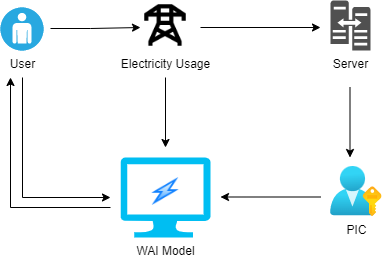 User
Electricity Usage
Server
WAI Model
PIC